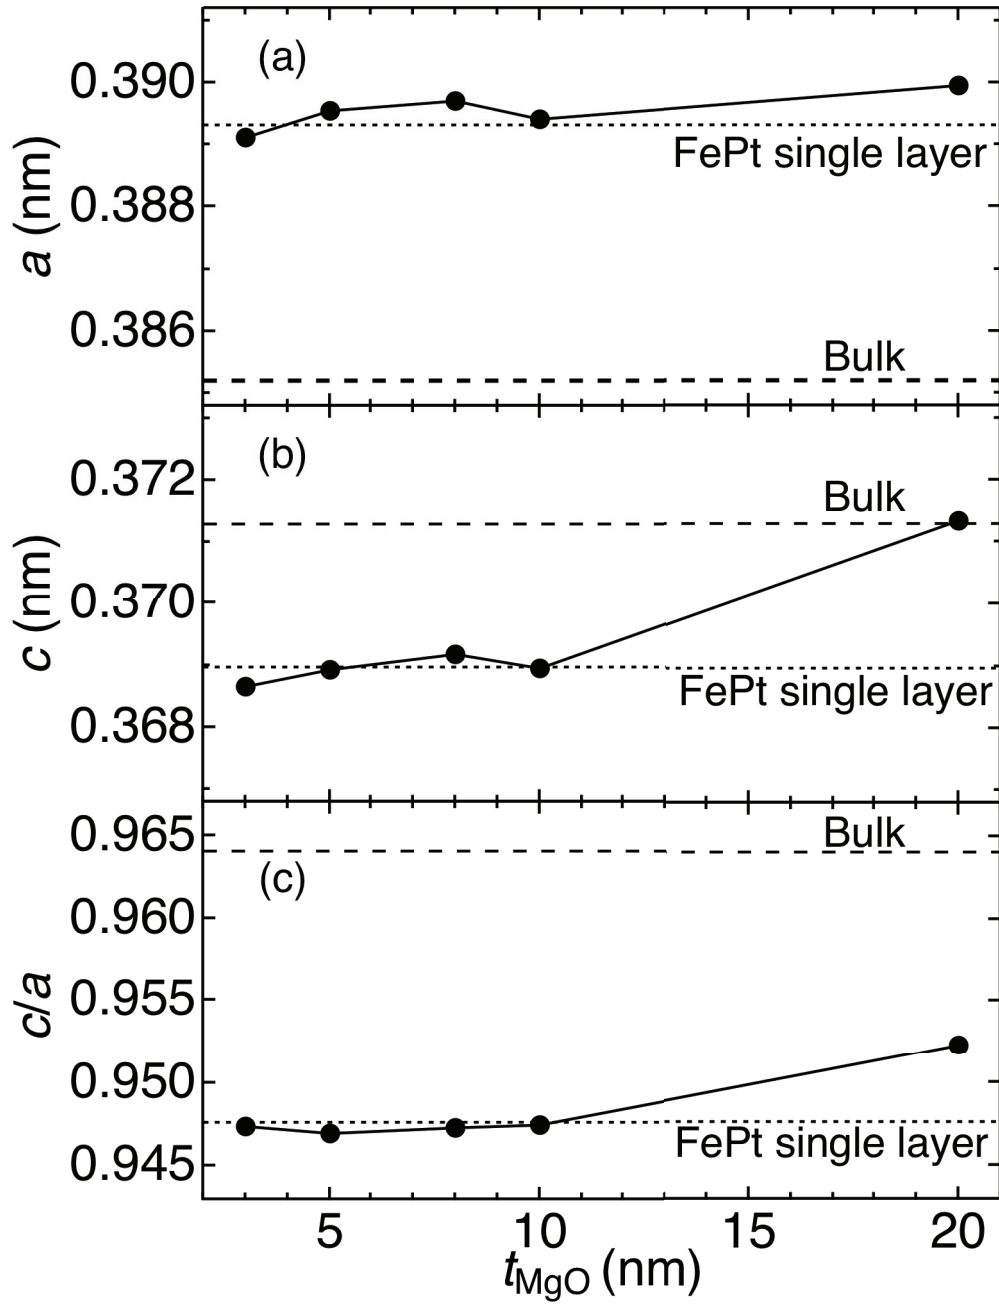 (a)
0.390
FePt single layer
0.388
a (nm)
0.386
Bulk
(b)
0.372
Bulk
0.370
c (nm)
FePt single layer
0.368
0.965
Bulk
(c)
0.960
0.955
c/a
0.950
FePt single layer
0.945
5 10 15 20
tMgO (nm)